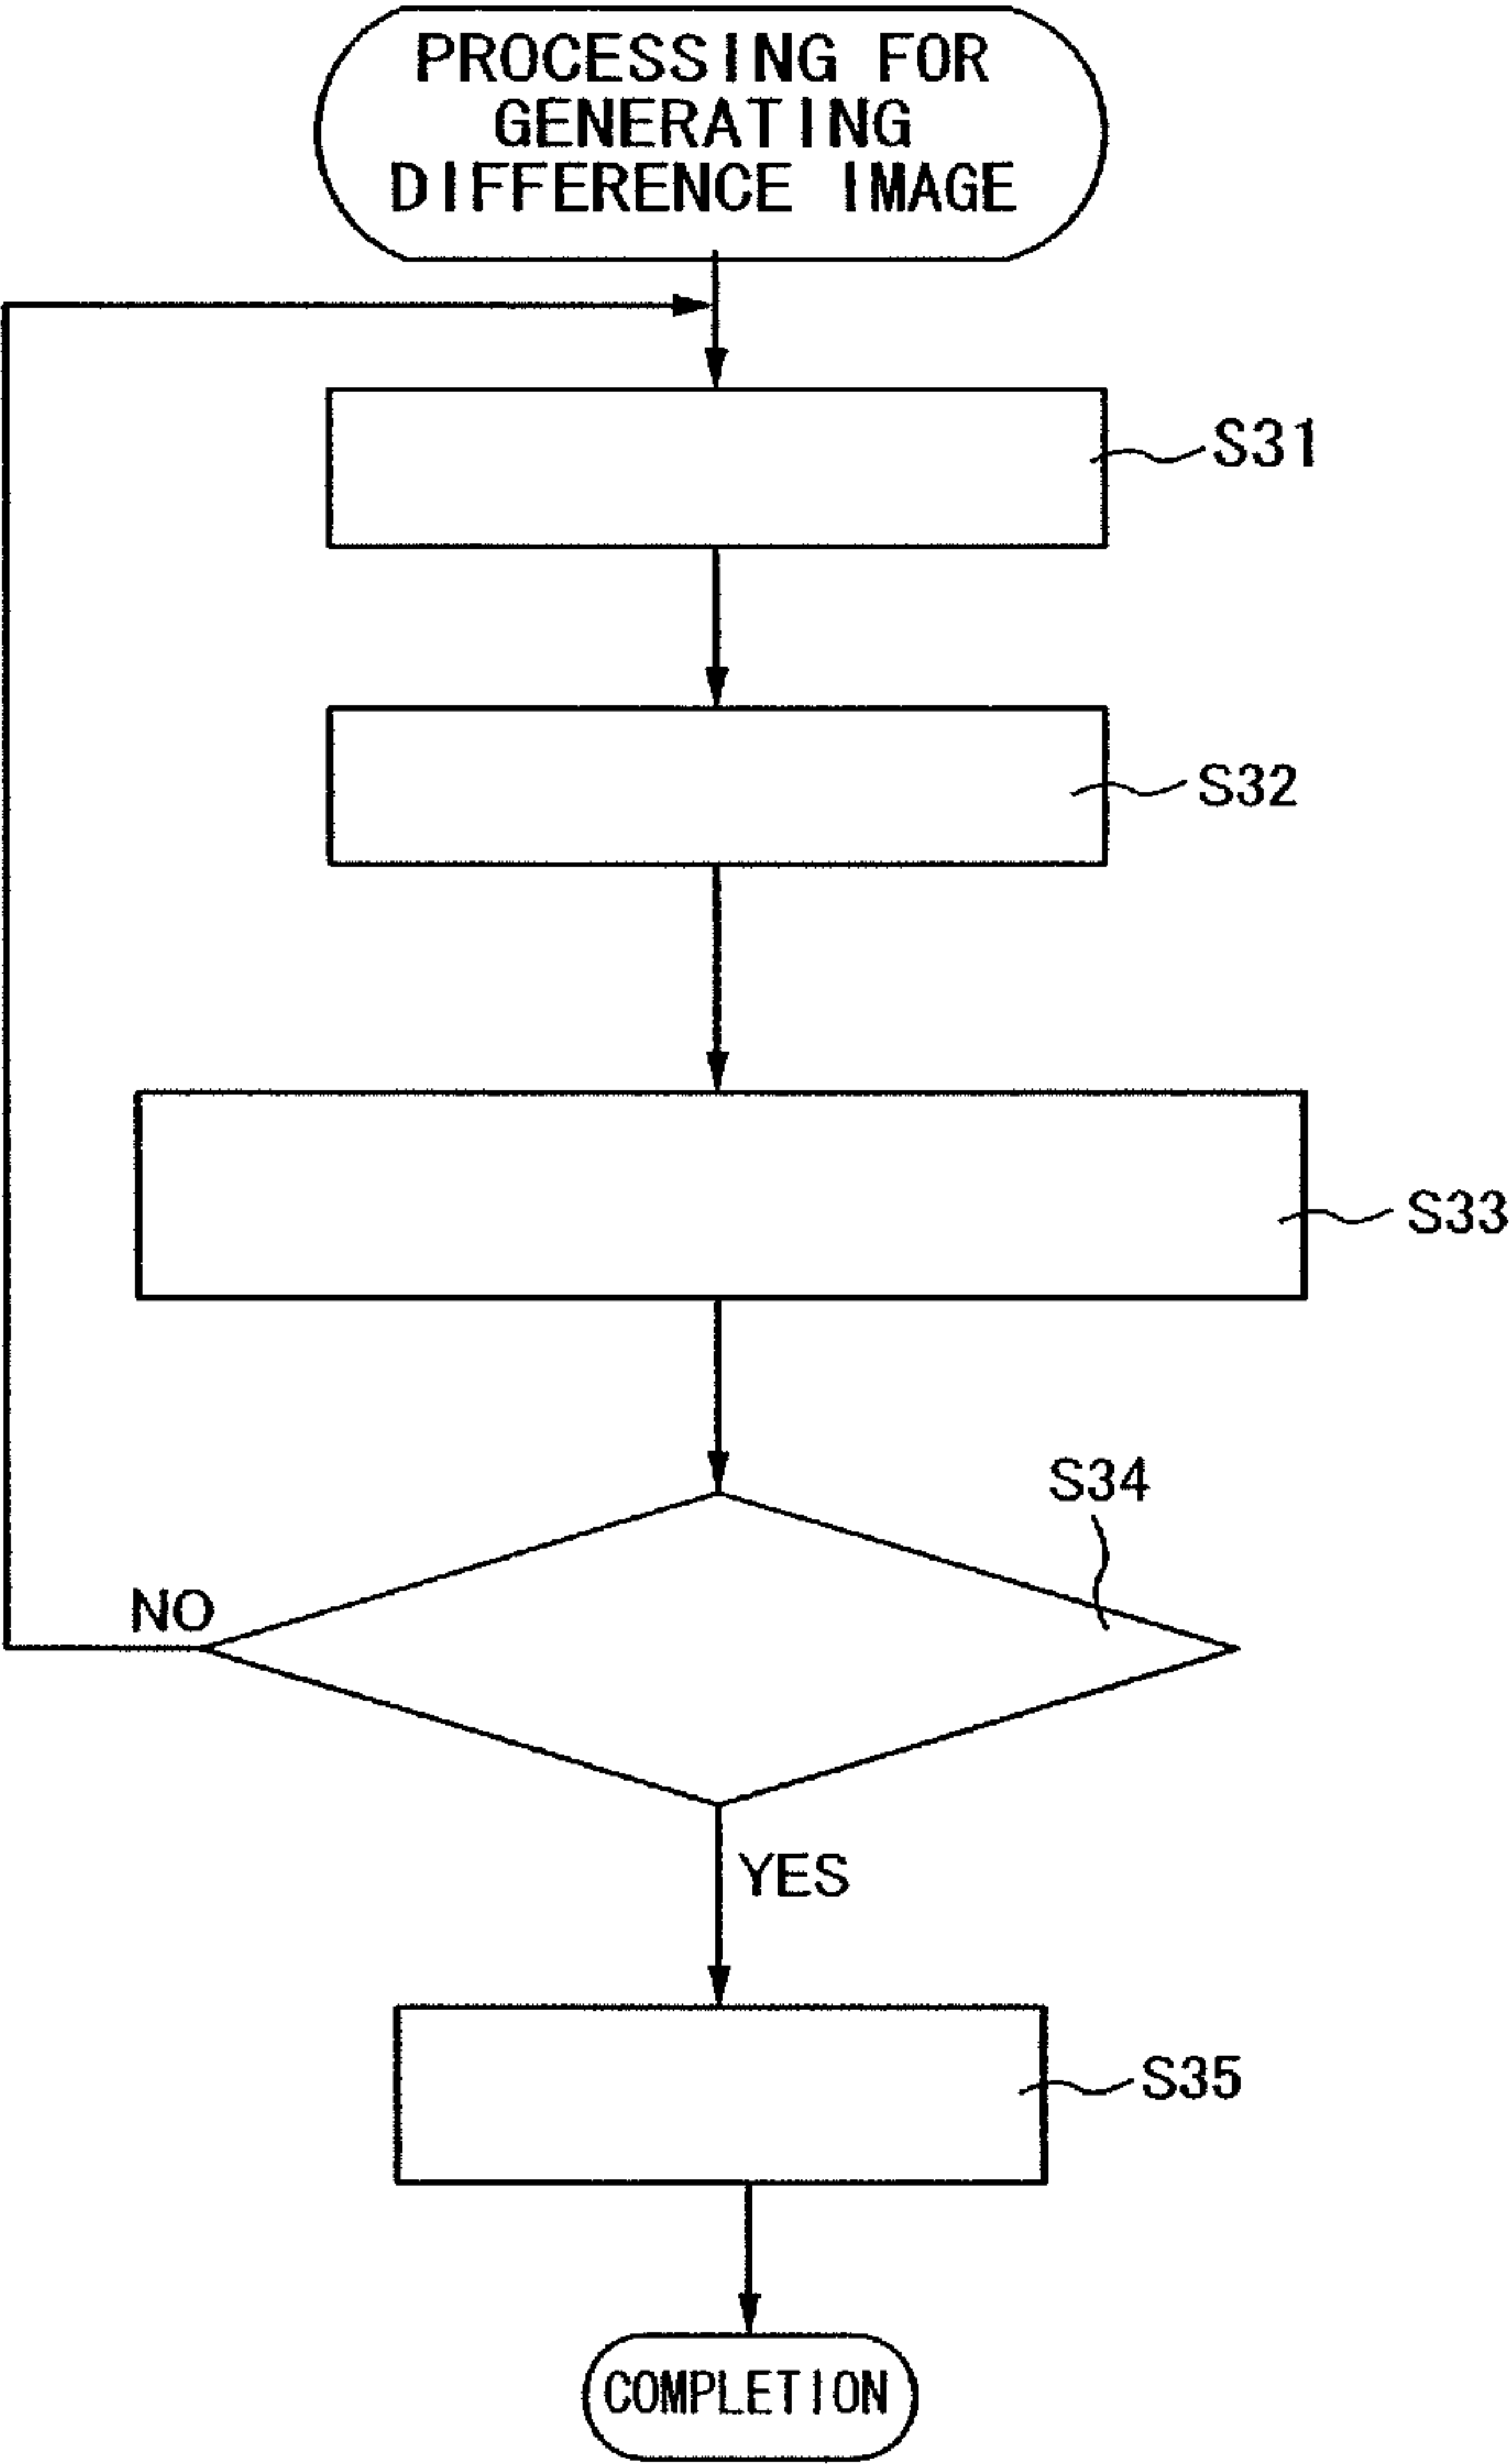 PROCESSING FOR
GENERATING
DIFFERENCE IMAGE
S31
S32
S33
S34
NO
YES
S35
COMPLETION